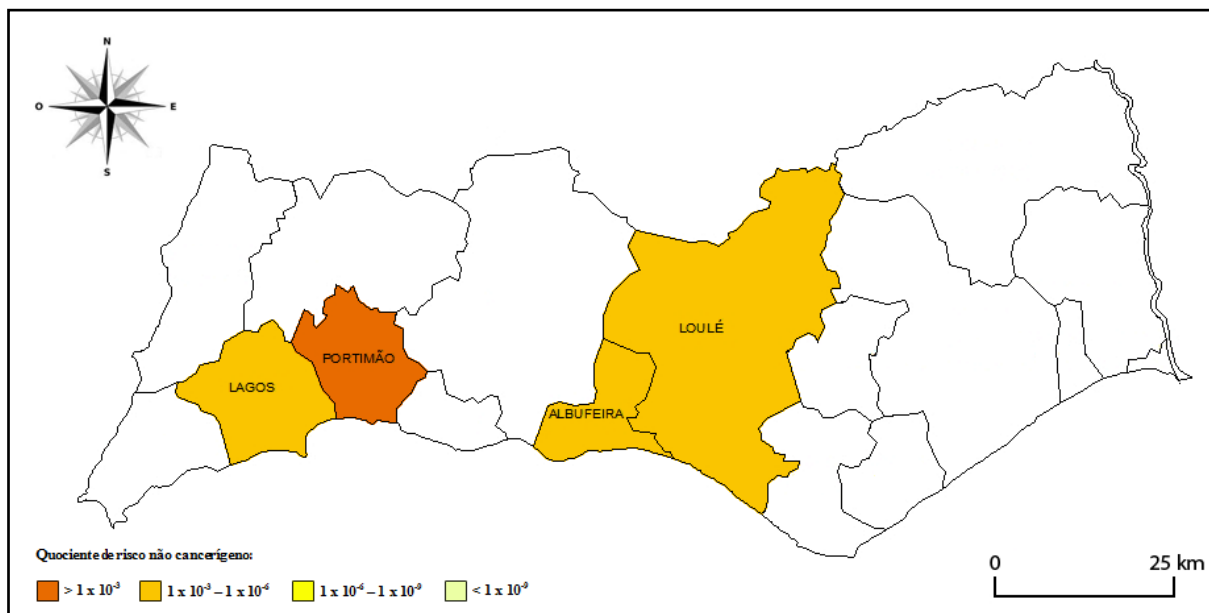 N
O E
S
LOULÉ
PORTIMÃO
LAGOS
ALBUFEIRA
Quociente de risco não cancerígeno:
> 1 x 10⁻³ 1 x 10⁻³ – 1 x 10⁻⁶ 1 x 10⁻⁶ – 1 x 10⁻⁹ < 1 x 10⁻⁹
0 25 km